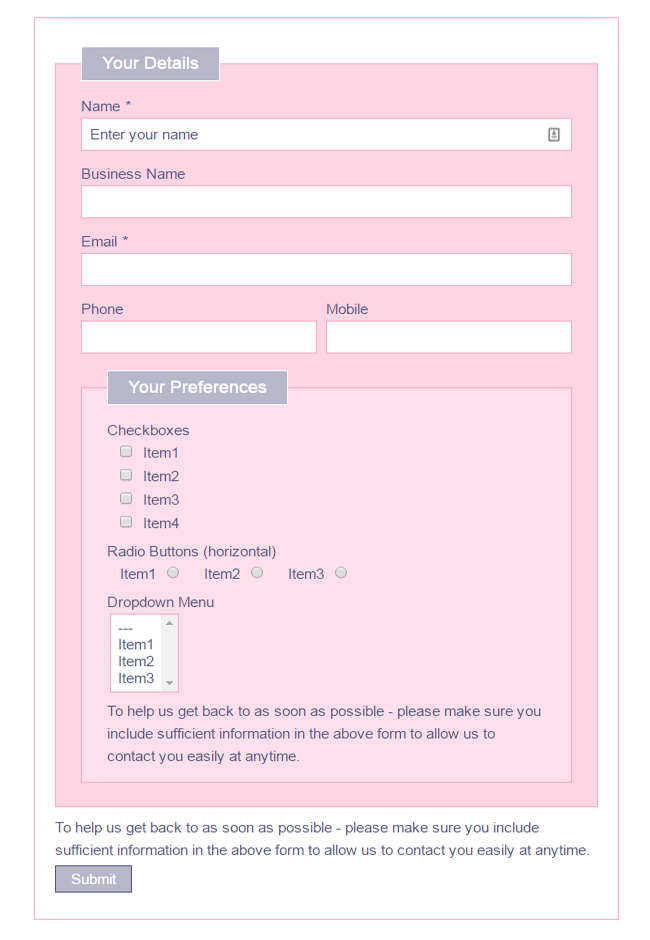 Your Details
Name *
Enter your name
Business Name
Email *
Phone Mobile
Your Preferences
Checkboxes
Item1
Item2
Item3
Item4
Radio Buttons (horizontal)
Item1 Item2 Item3
Dropdown Menu
---
Item1
Item2
Item3
To help us get back to as soon as possible - please make sure you
include sufficient information in the above form to allow us to
contact you easily at anytime.
To help us get back to as soon as possible - please make sure you include
sufficient information in the above form to allow us to contact you easily at anytime.
Submit